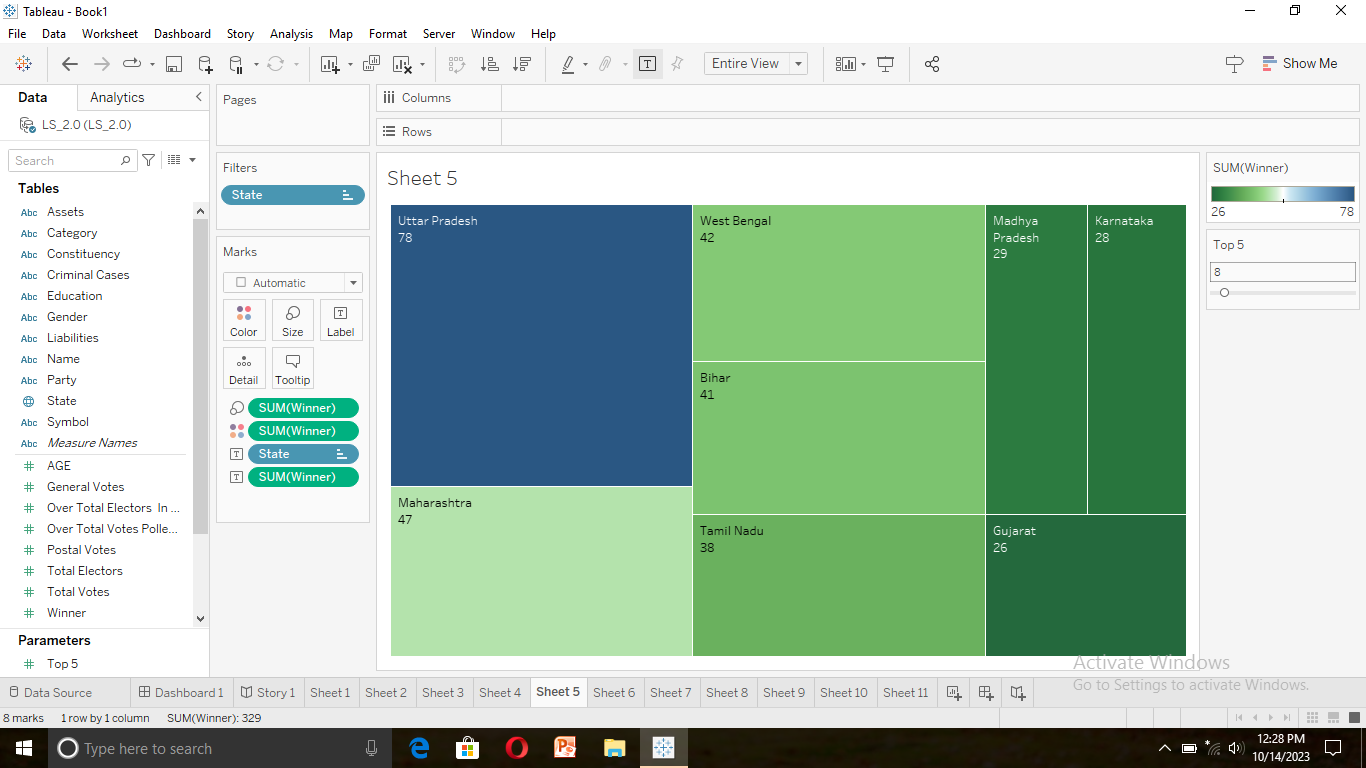 Tableau - Book1
File Data Worksheet Dashboard Story Analysis Map Format Server Window Help
Entire View
Show Me
Data Analytics
LS_2.0 (LS_2.0)
Search
Tables
Abc Assets
Abc Category
Abc Constituency
Abc Criminal Cases
Abc Education
Abc Gender
Abc Liabilities
Abc Name
Abc Party
State
Abc Symbol
Abc Measure Names
# AGE
# General Votes
# Over Total Electors In ...
# Over Total Votes Polle...
# Postal Votes
# Total Electors
# Total Votes
# Winner
Parameters
# Top 5
Pages
Filters
State
Marks
Automatic
Color Size Label
Detail Tooltip
SUM(Winner)
SUM(Winner)
State
SUM(Winner)
Columns
Rows
Sheet 5
Uttar Pradesh
78
Maharashtra
47
West Bengal
42
Bihar
41
Tamil Nadu
38
Madhya
Pradesh
29
Karnataka
28
Gujarat
26
SUM(Winner)
26 78
Top 5
8
Activate Windows
Go to Settings to activate Windows.
Data Source Dashboard 1 Story 1 Sheet 1 Sheet 2 Sheet 3 Sheet 4 Sheet 5 Sheet 6 Sheet 7 Sheet 8 Sheet 9 Sheet 10 Sheet 11
8 marks 1 row by 1 column SUM(Winner): 329
Type here to search
12:28 PM
10/14/2023